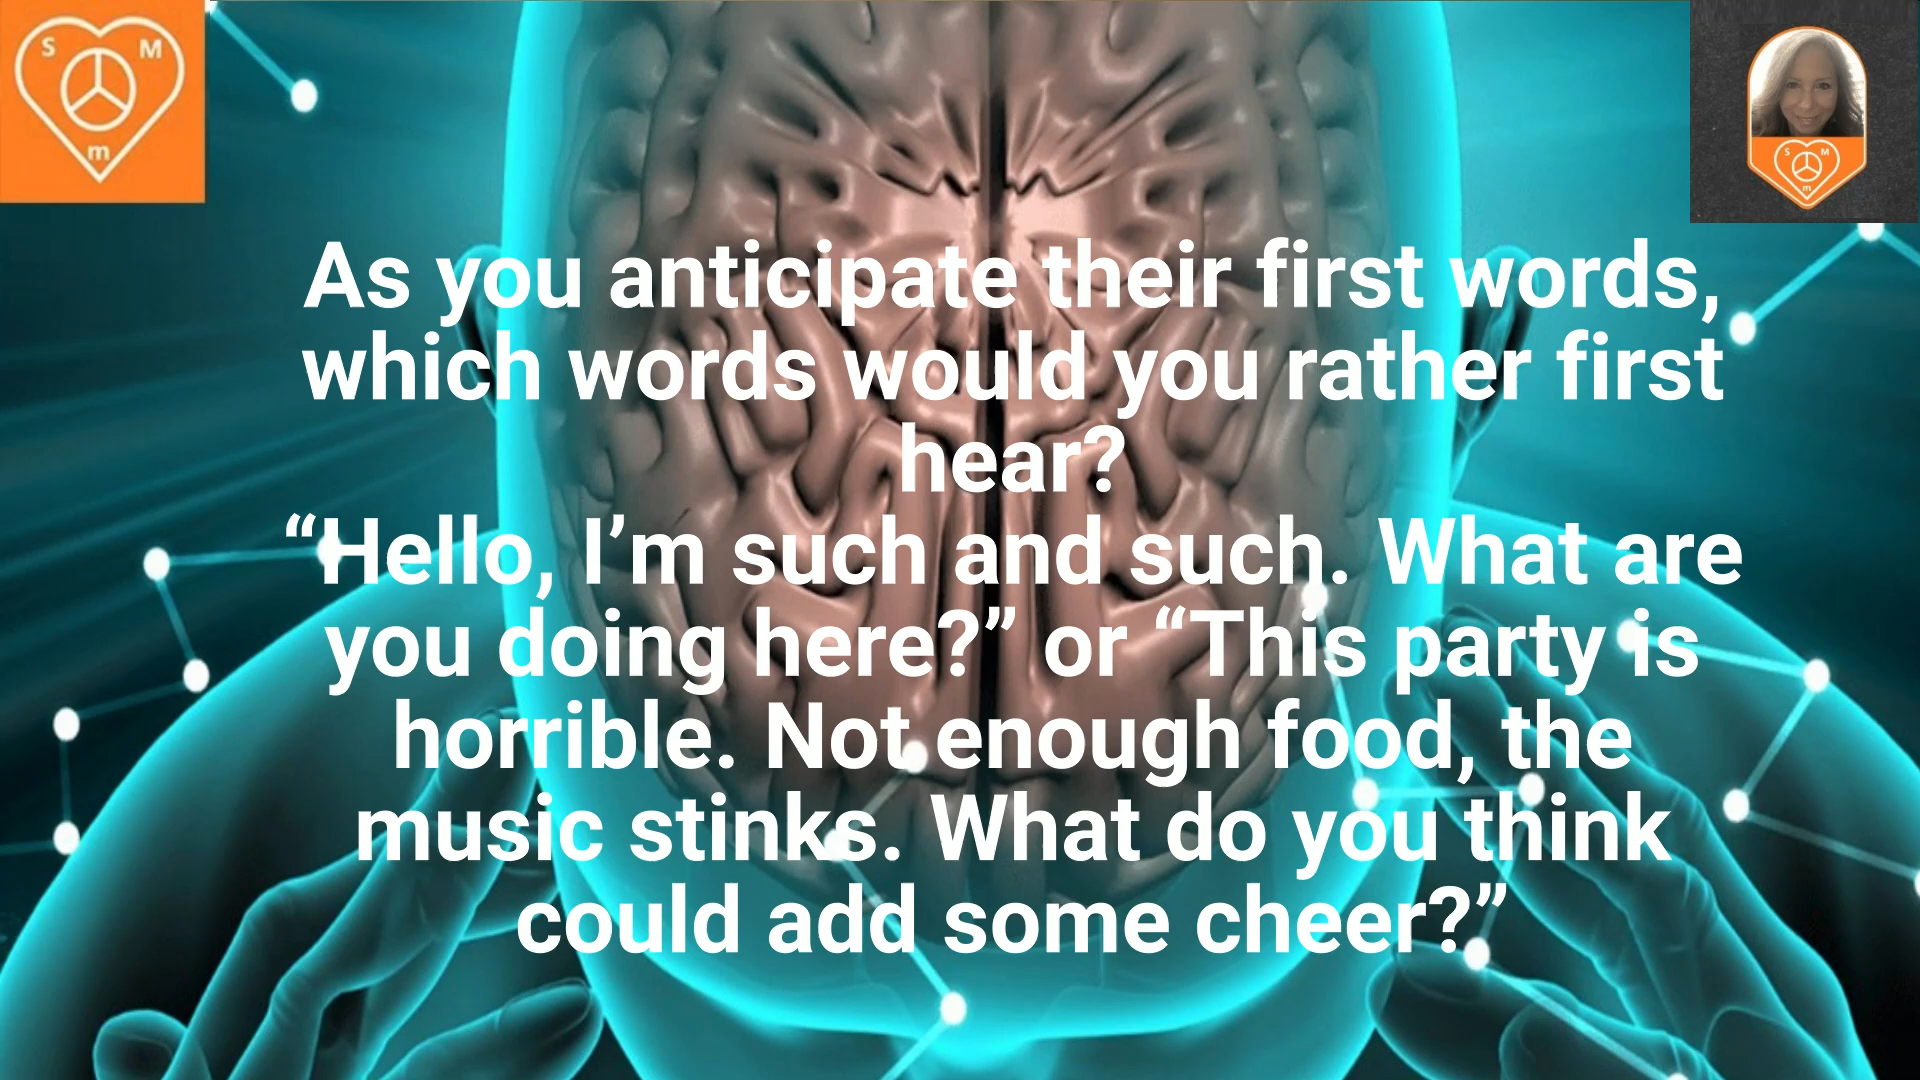 S M
m
S M
m
As you anticipate their first words,
which words would you rather first
hear?
“Hello, I’m such and such. What are
you doing here?” or “This party is
horrible. Not enough food, the
music stinks. What do you think
could add some cheer?”